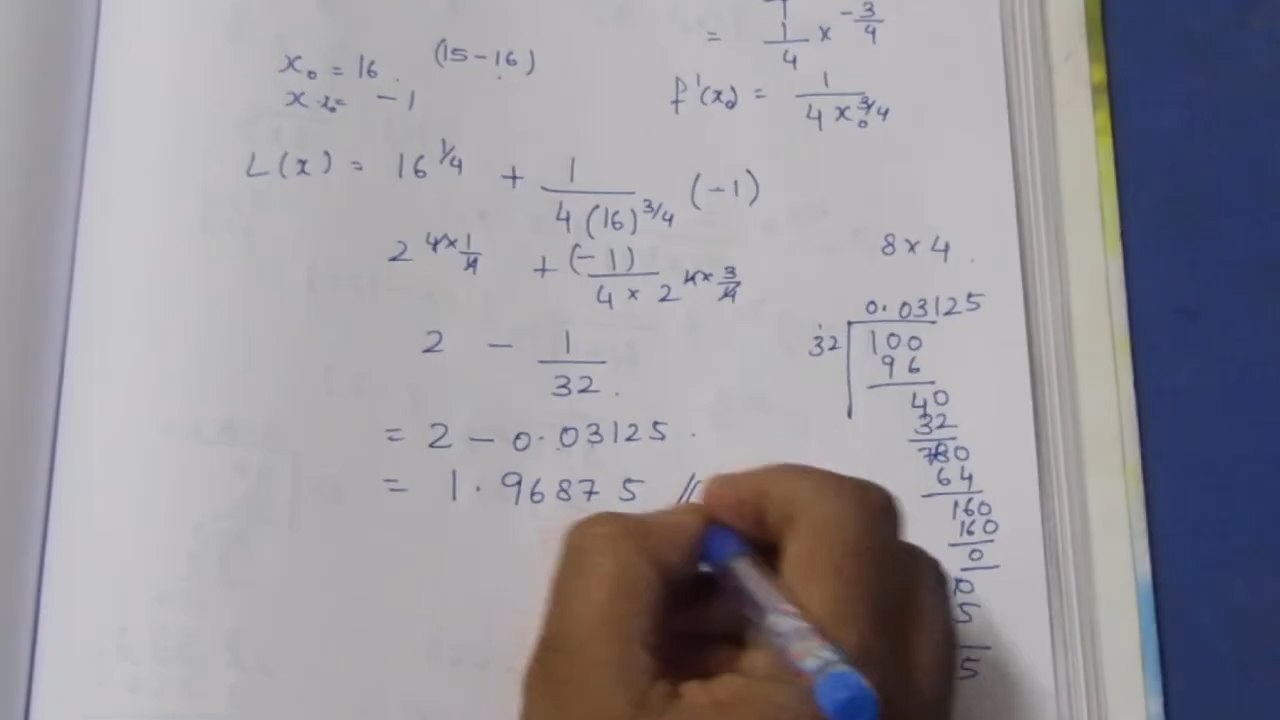 = 1/4 x^(-3/4)
x₀ = 16 . (15 - 16)
x - x₀ = -1
f'(x₀) = 1/(4 x₀^(3/4))
L(x) = 16^(1/4) + 1/(4(16)^(3/4)) (-1)
2^(4×1/4) + (-1)/(4 × 2^(4×3/4))
8 × 4 .
2 - 1/32 .
0.03125
32 100
96
40
32
80
64
160
160
0
= 2 - 0.03125 .
= 1.96875 //